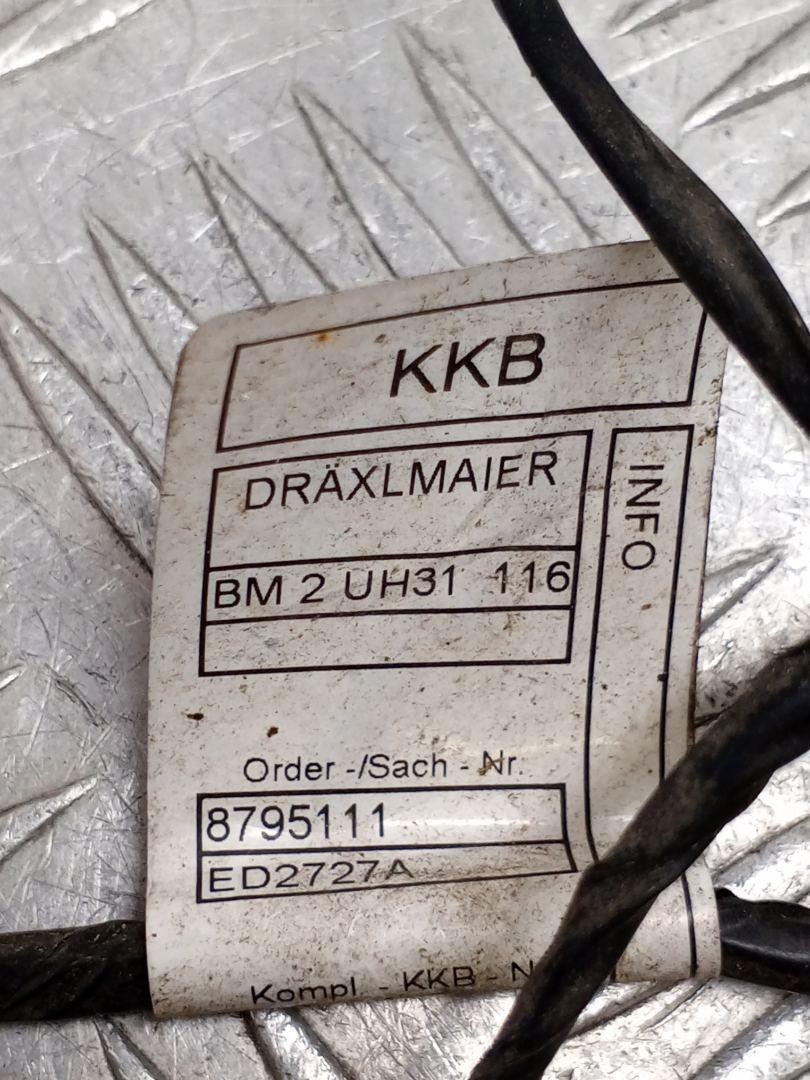 KKB
DRÄXLMAIER
INFO
BM 2 UH31 116
Order -/Sach - Nr.
8795111
ED2727A
Kompl - KKB -